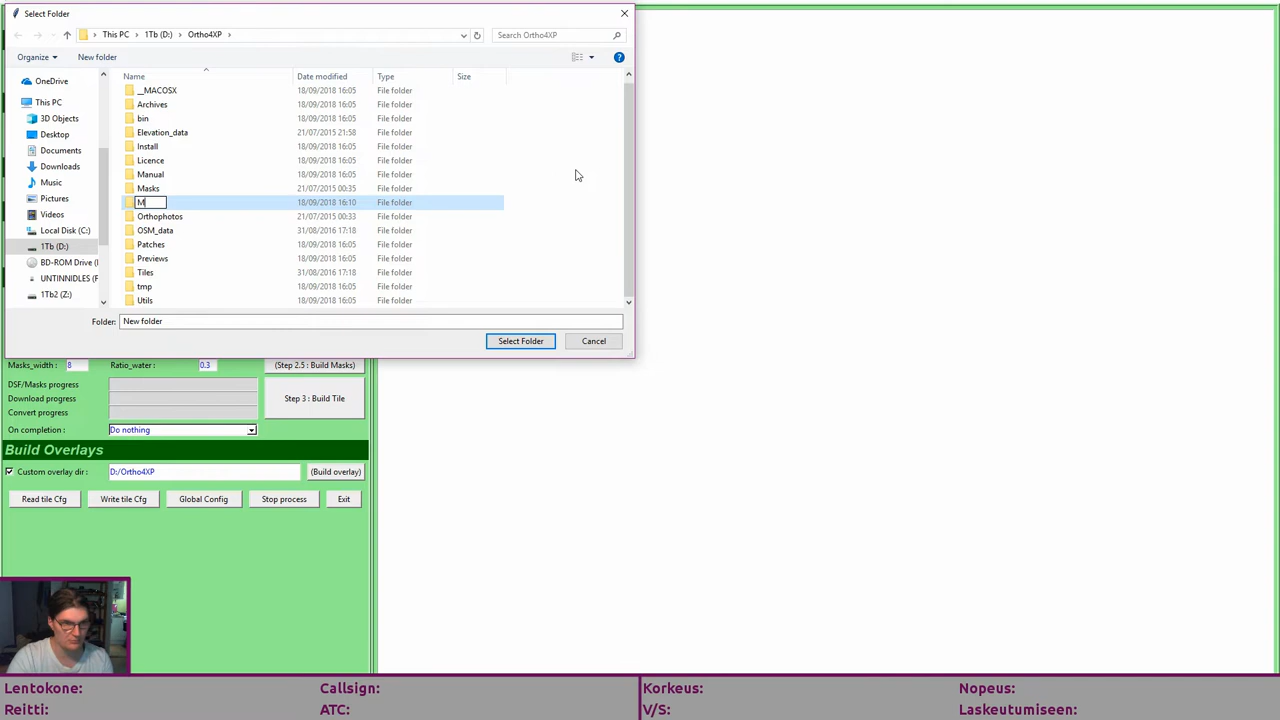 Select Folder
This PC > 1Tb (D:) > Ortho4XP >
Search Ortho4XP
Organize
New folder
Name
Date modified
Type
Size
OneDrive
This PC
3D Objects
Desktop
Documents
Downloads
Music
Pictures
Videos
Local Disk (C:)
1Tb (D:)
BD-ROM Drive (
UNTINNIDLES (
1Tb2 (Z:)
__MACOSX 18/09/2018 16:05 File folder
Archives 18/09/2018 16:05 File folder
bin 18/09/2018 16:05 File folder
Elevation_data 21/07/2015 21:58 File folder
Install 18/09/2018 16:05 File folder
Licence 18/09/2018 16:05 File folder
Manual 18/09/2018 16:05 File folder
Masks 21/07/2015 00:35 File folder
M 18/09/2018 16:10 File folder
Orthophotos 21/07/2015 00:33 File folder
OSM_data 31/08/2016 17:18 File folder
Patches 18/09/2018 16:05 File folder
Previews 18/09/2018 16:05 File folder
Tiles 31/08/2016 17:18 File folder
tmp 18/09/2018 16:05 File folder
Utils 18/09/2018 16:05 File folder
Folder: New folder
Select Folder
Cancel
Masks_width : 8 Ratio_water : 0.3 (Step 2.5 : Build Masks)
DSF/Masks progress
Download progress
Convert progress
Step 3 : Build Tile
On completion : Do nothing
Build Overlays
Custom overlay dir : D:/Ortho4XP (Build overlay)
Read tile Cfg
Write tile Cfg
Global Config
Stop process
Exit
Lentokone: Callsign: Korkeus: Nopeus:
Reitti: ATC: V/S: Laskeutumiseen: